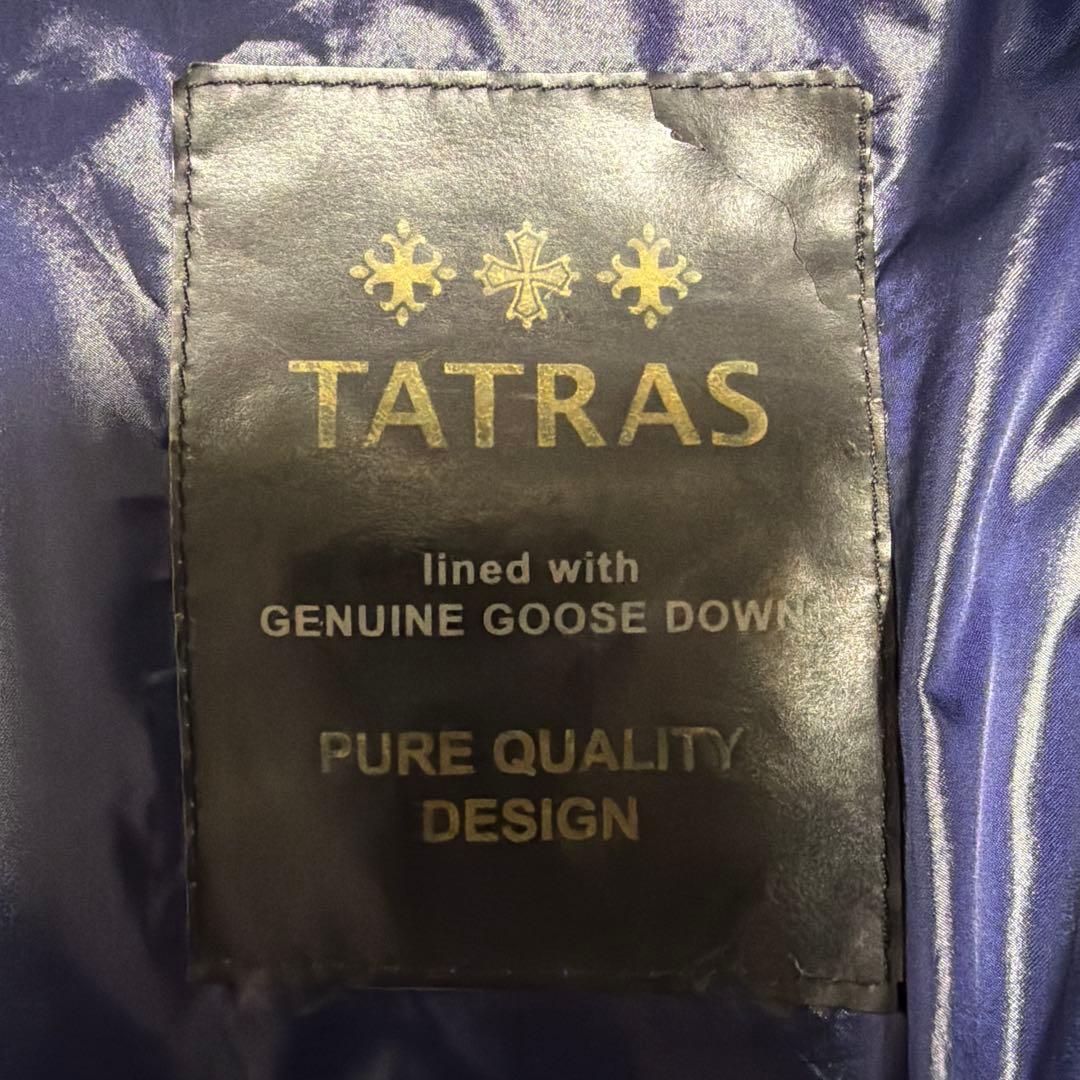 TATRAS
lined with
GENUINE GOOSE DOWN
PURE QUALITY
DESIGN